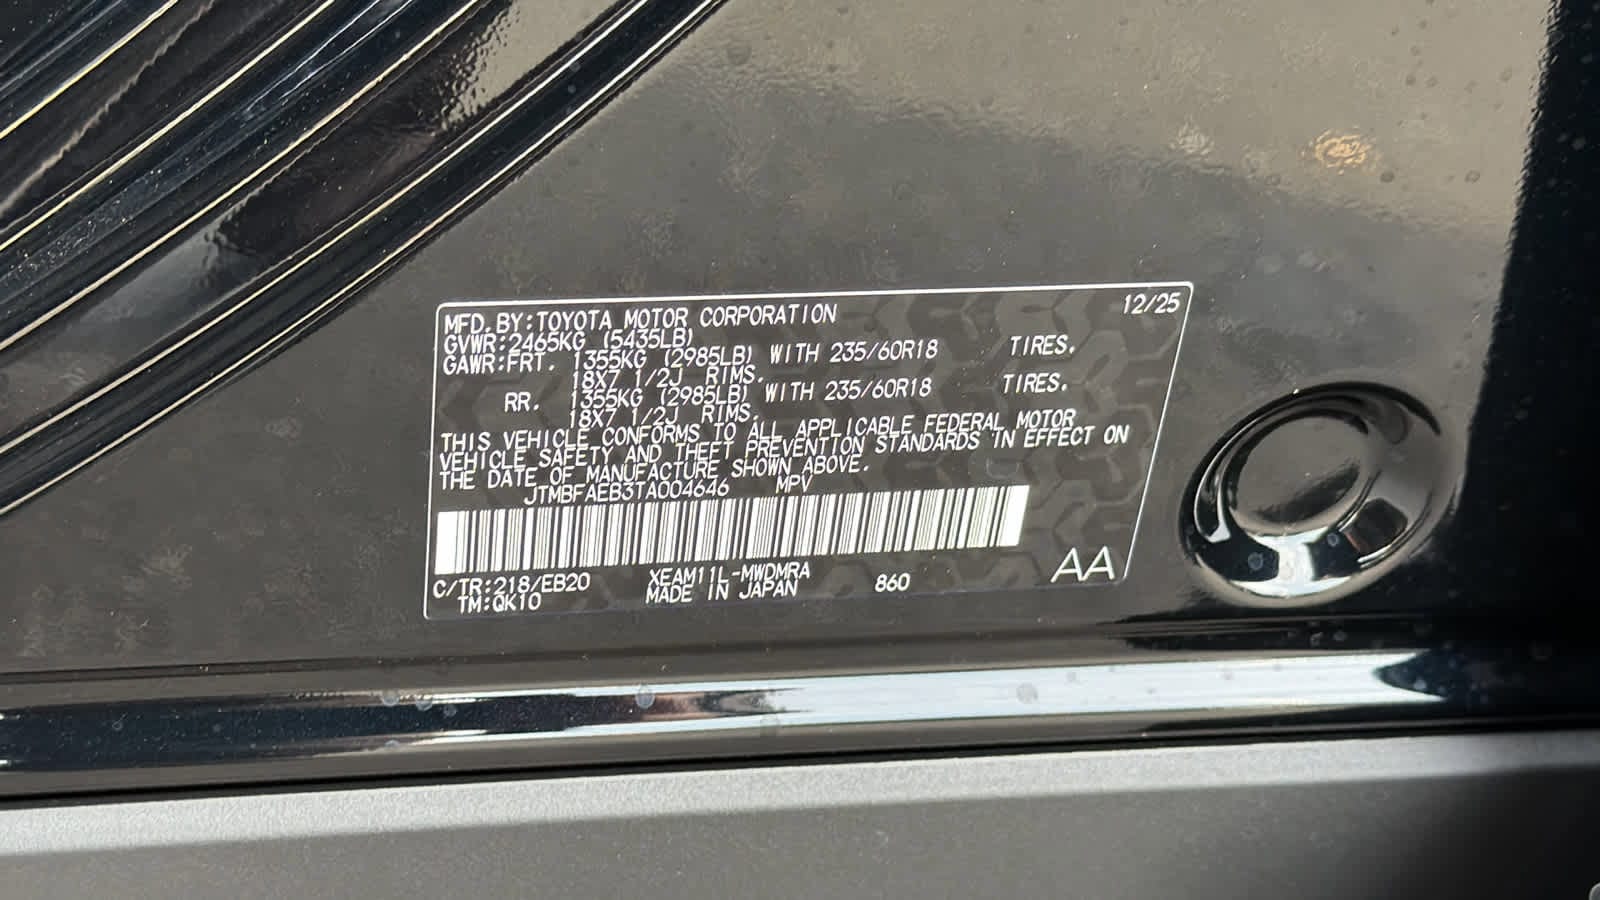 12/25
MFD.BY:TOYOTA MOTOR CORPORATION
GVWR:2465KG (5435LB)
GAWR:FRT. 1355KG (2985LB) WITH 235/60R18 TIRES.
18X7 1/2J RIMS.
RR. 1355KG (2985LB) WITH 235/60R18 TIRES.
18X7 1/2J RIMS.
THIS VEHICLE CONFORMS TO ALL APPLICABLE FEDERAL MOTOR
VEHICLE SAFETY AND THEFT PREVENTION STANDARDS IN EFFECT ON
THE DATE OF MANUFACTURE SHOWN ABOVE.
JTMBFAEB3TA004646 MPV
C/TR:218/EB20 XEAM11L-MWDMRA 860 AA
TM:QK10 MADE IN JAPAN